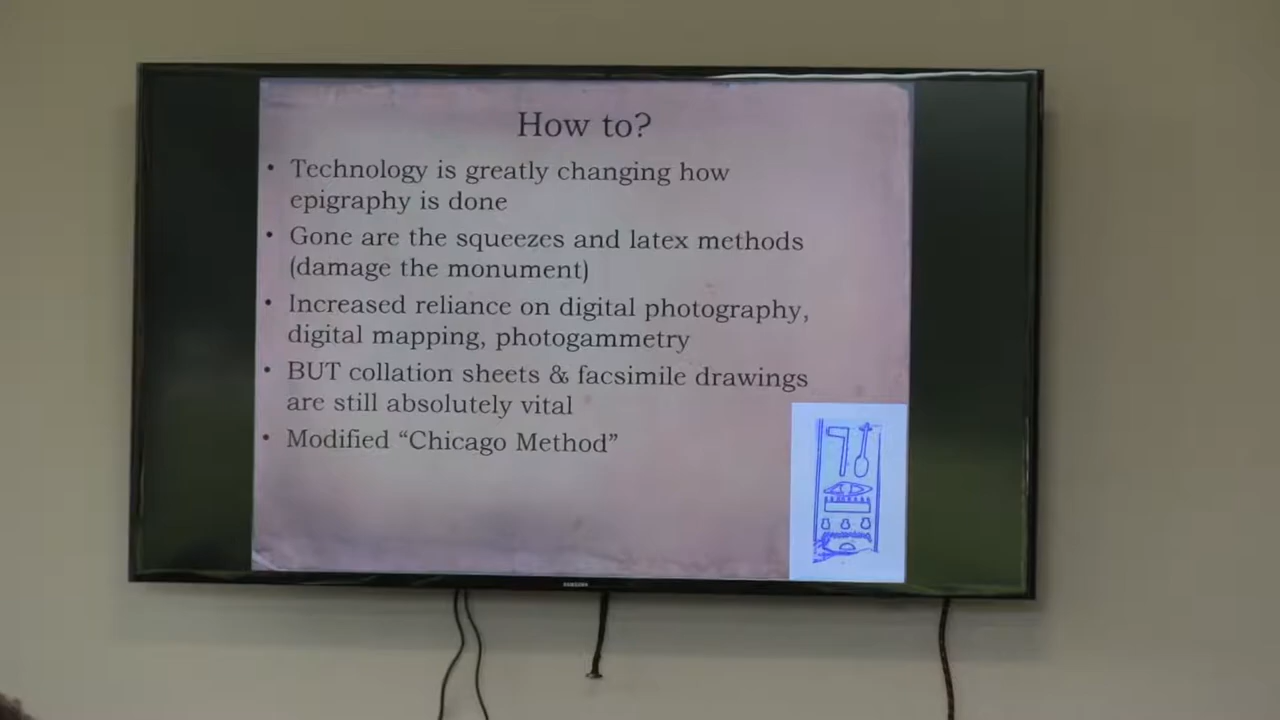 How to?
• Technology is greatly changing how
epigraphy is done
• Gone are the squeezes and latex methods
(damage the monument)
• Increased reliance on digital photography,
digital mapping, photogammetry
• BUT collation sheets & facsimile drawings
are still absolutely vital
• Modified “Chicago Method”
SAMSUNG